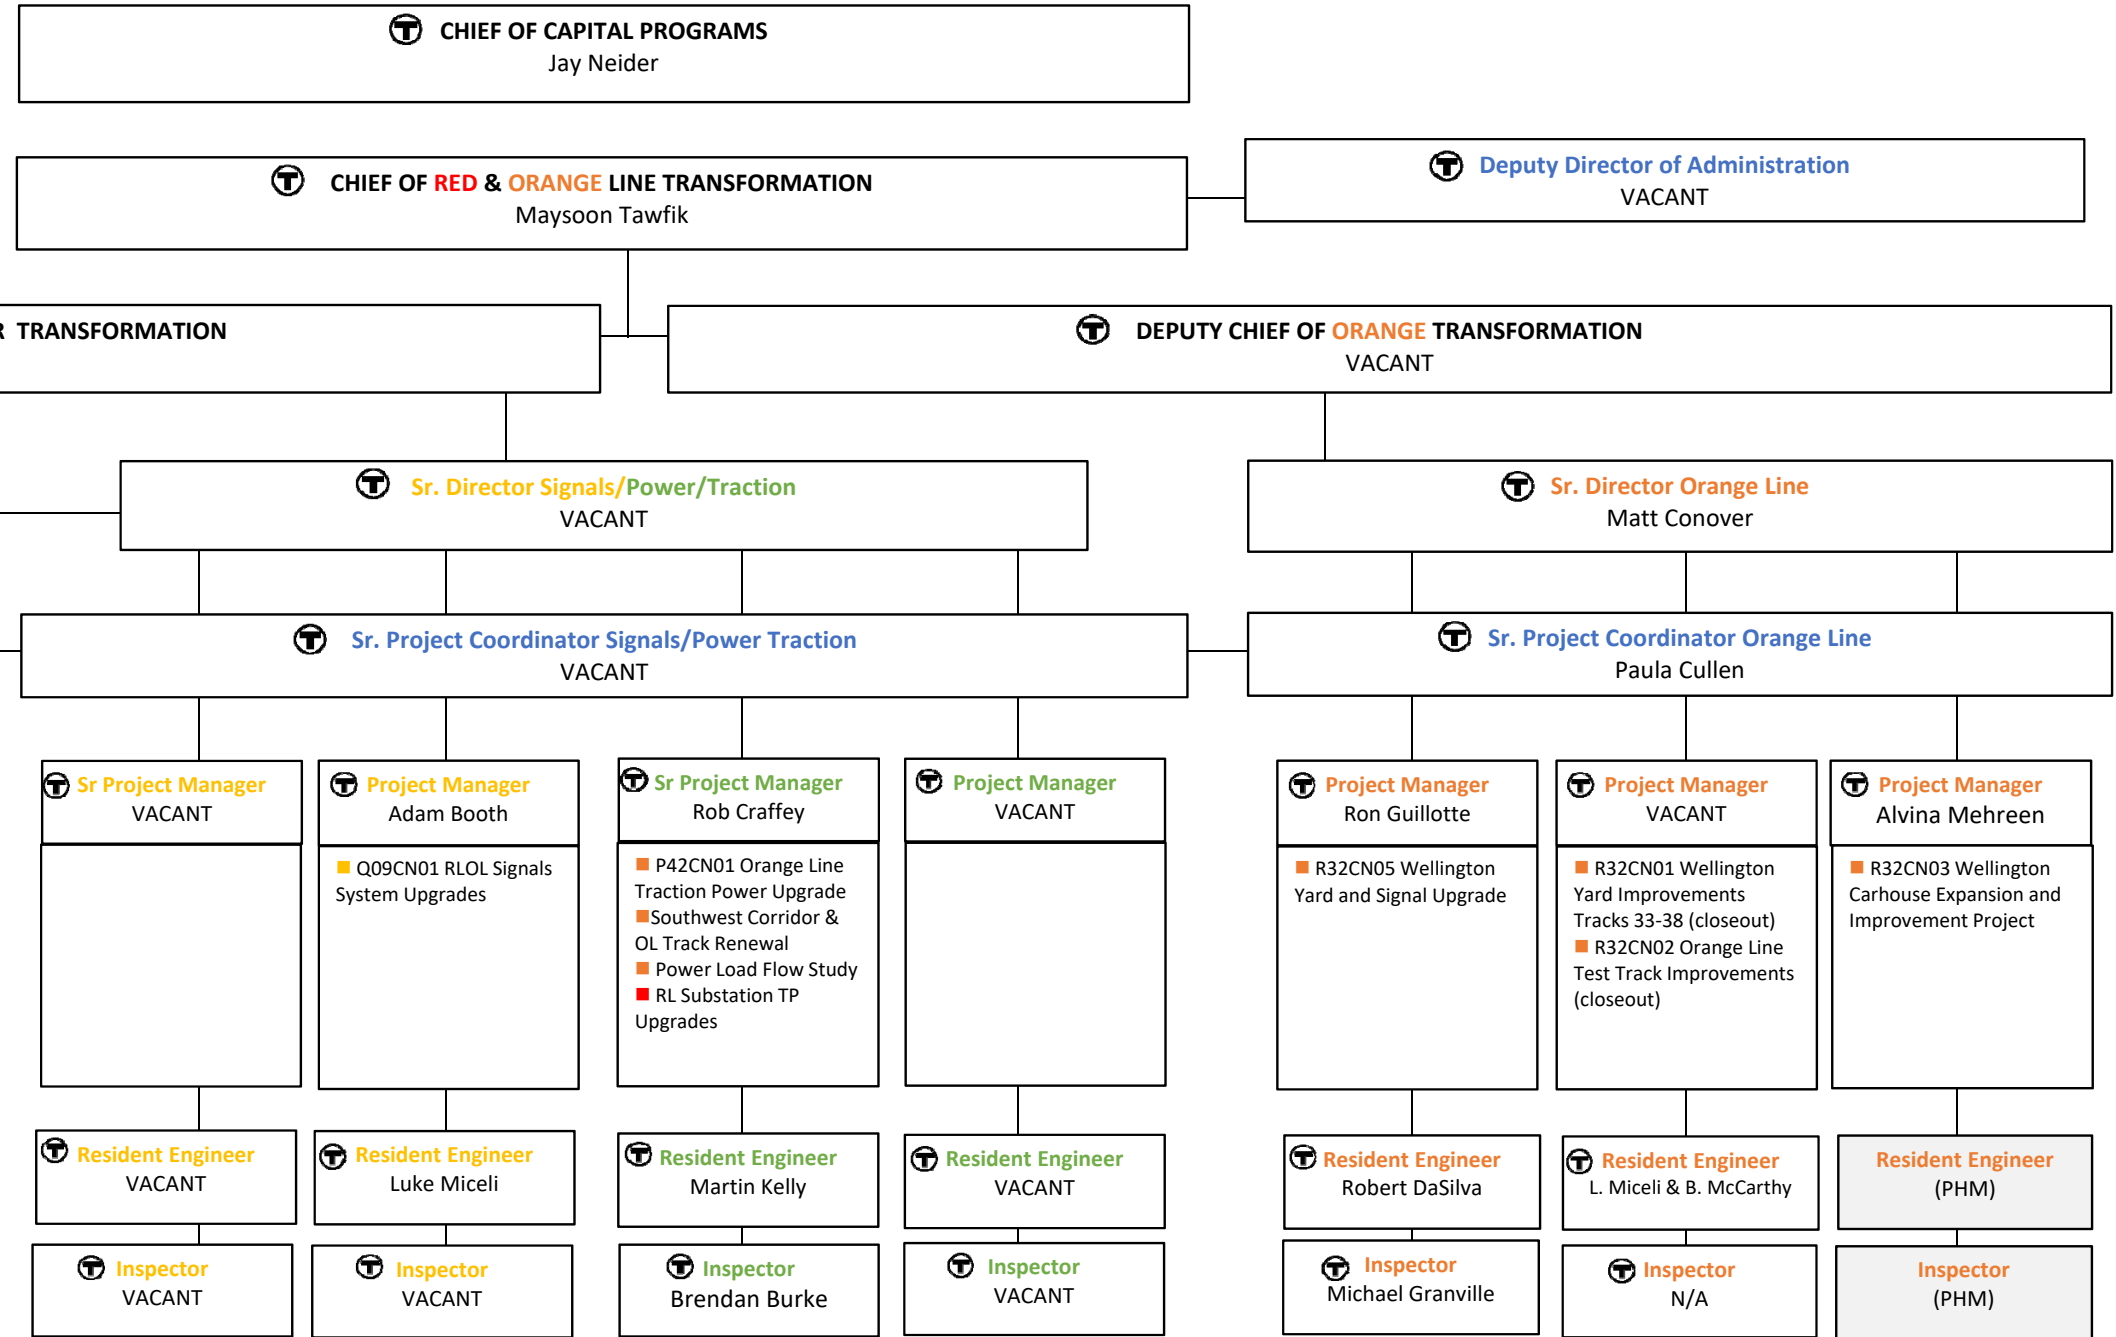 CHIEF OF CAPITAL PROGRAMS
Jay Neider
CHIEF OF RED & ORANGE LINE TRANSFORMATION
Maysoon Tawfik
Deputy Director of Administration
VACANT
R TRANSFORMATION
DEPUTY CHIEF OF ORANGE TRANSFORMATION
VACANT
Sr. Director Signals/Power/Traction
VACANT
Sr. Director Orange Line
Matt Conover
Sr. Project Coordinator Signals/Power Traction
VACANT
Sr. Project Coordinator Orange Line
Paula Cullen
Sr Project Manager
VACANT
Project Manager
Adam Booth
Q09CN01 RLOL Signals
System Upgrades
Sr Project Manager
Rob Craffey
P42CN01 Orange Line
Traction Power Upgrade
Southwest Corridor &
OL Track Renewal
Power Load Flow Study
RL Substation TP
Upgrades
Project Manager
VACANT
Project Manager
Ron Guillotte
R32CN05 Wellington
Yard and Signal Upgrade
Project Manager
VACANT
R32CN01 Wellington
Yard Improvements
Tracks 33-38 (closeout)
R32CN02 Orange Line
Test Track Improvements
(closeout)
Project Manager
Alvina Mehreen
R32CN03 Wellington
Carhouse Expansion and
Improvement Project
Resident Engineer
VACANT
Resident Engineer
Luke Miceli
Resident Engineer
Martin Kelly
Resident Engineer
VACANT
Resident Engineer
Robert DaSilva
Resident Engineer
L. Miceli & B. McCarthy
Resident Engineer
(PHM)
Inspector
VACANT
Inspector
VACANT
Inspector
Brendan Burke
Inspector
VACANT
Inspector
Michael Granville
Inspector
N/A
Inspector
(PHM)